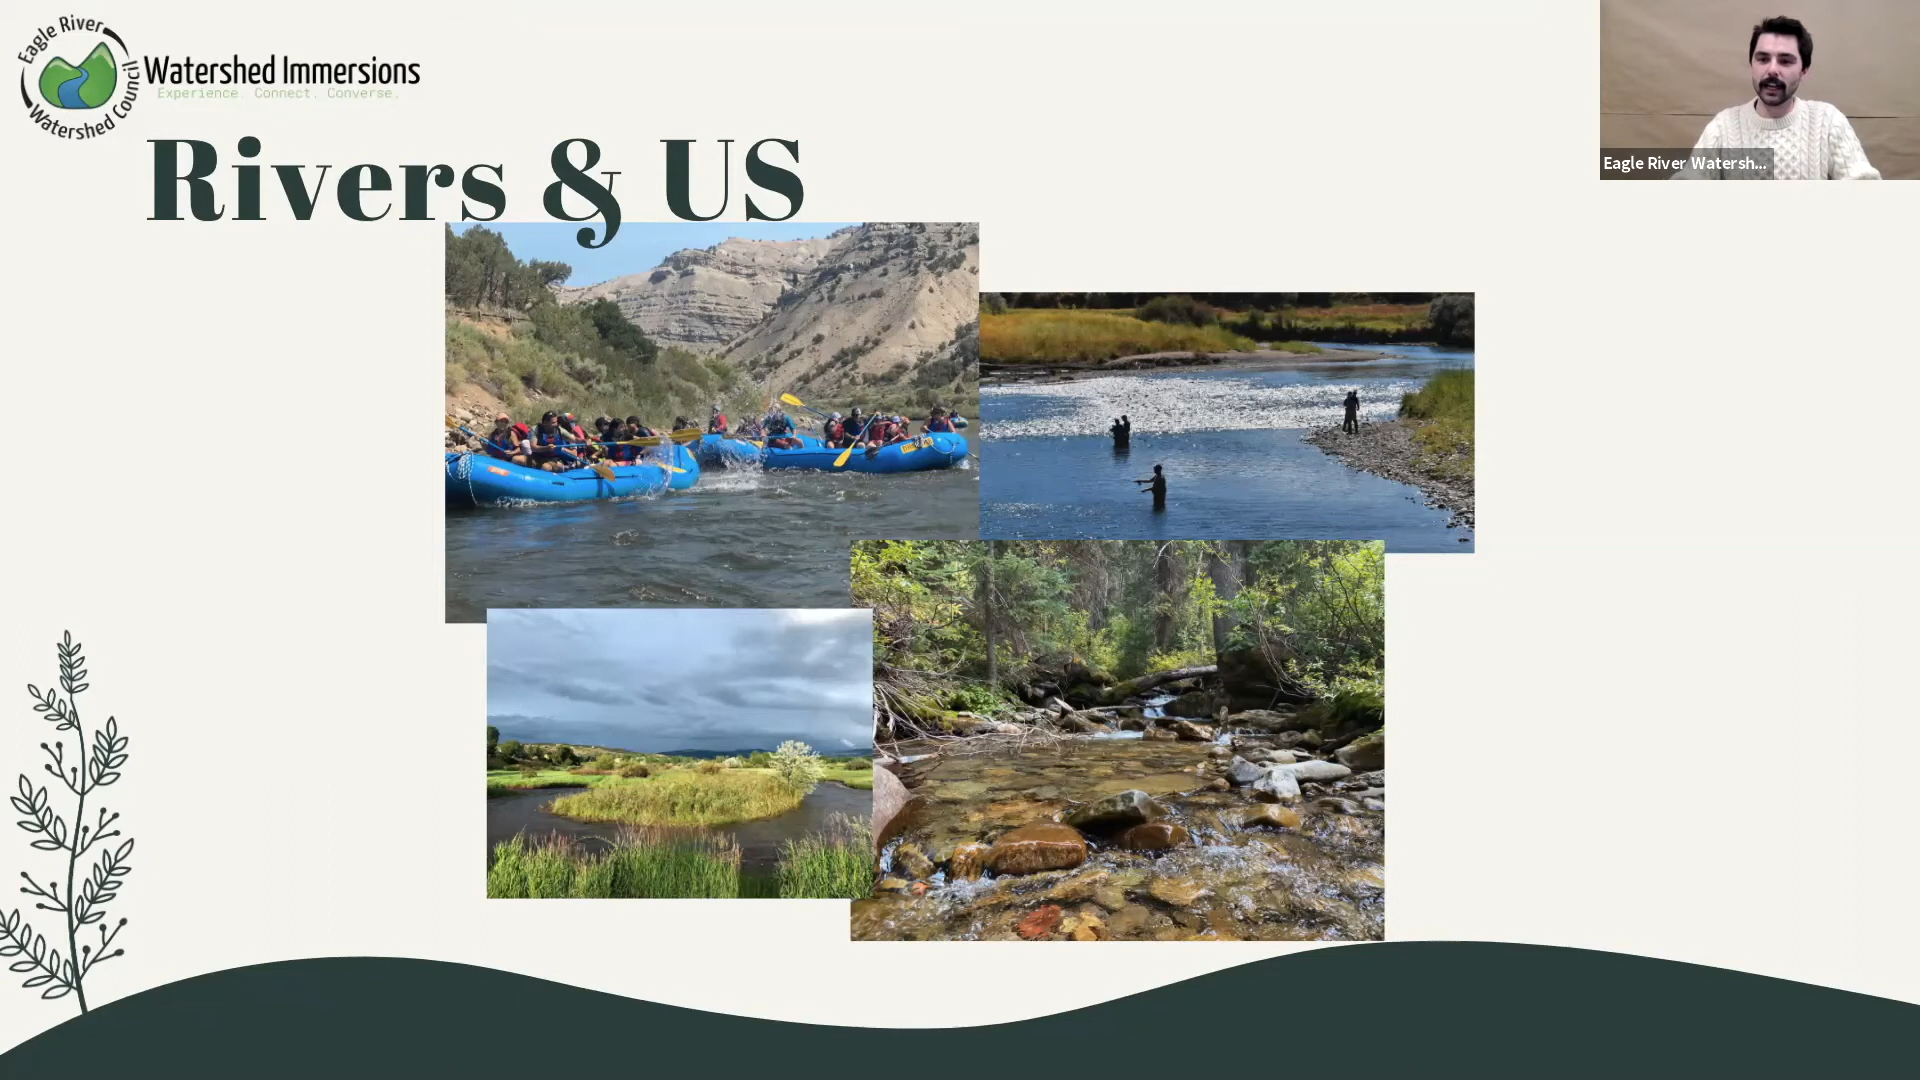 Eagle River
Watershed Council
Watershed Immersions
Experience. Connect. Converse.
Rivers & US
Eagle River Watersh...